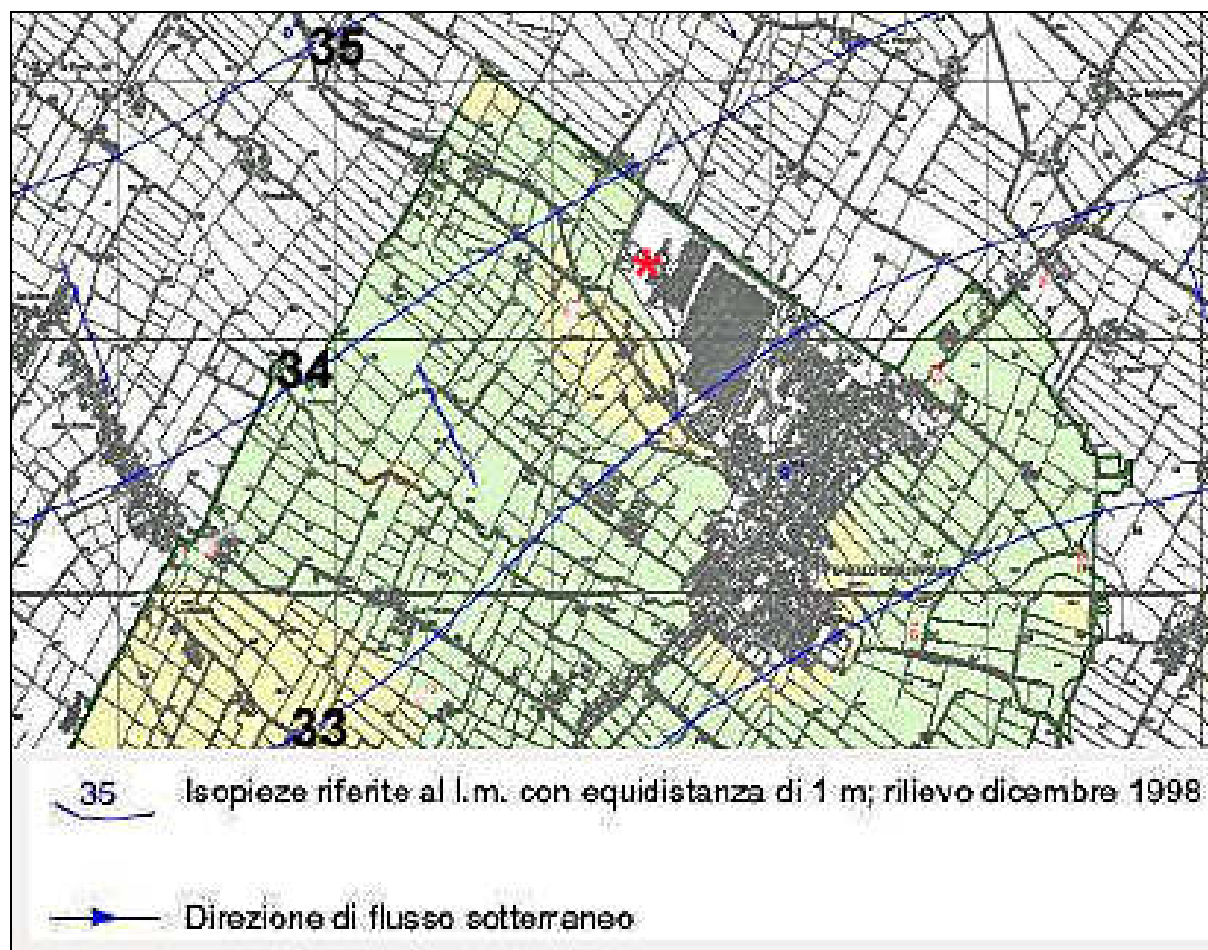 35
34
33
35 Isopieze riferite al l.m. con equidistanza di 1 m; rilievo dicembre 1998
Direzione di flusso sotterraneo